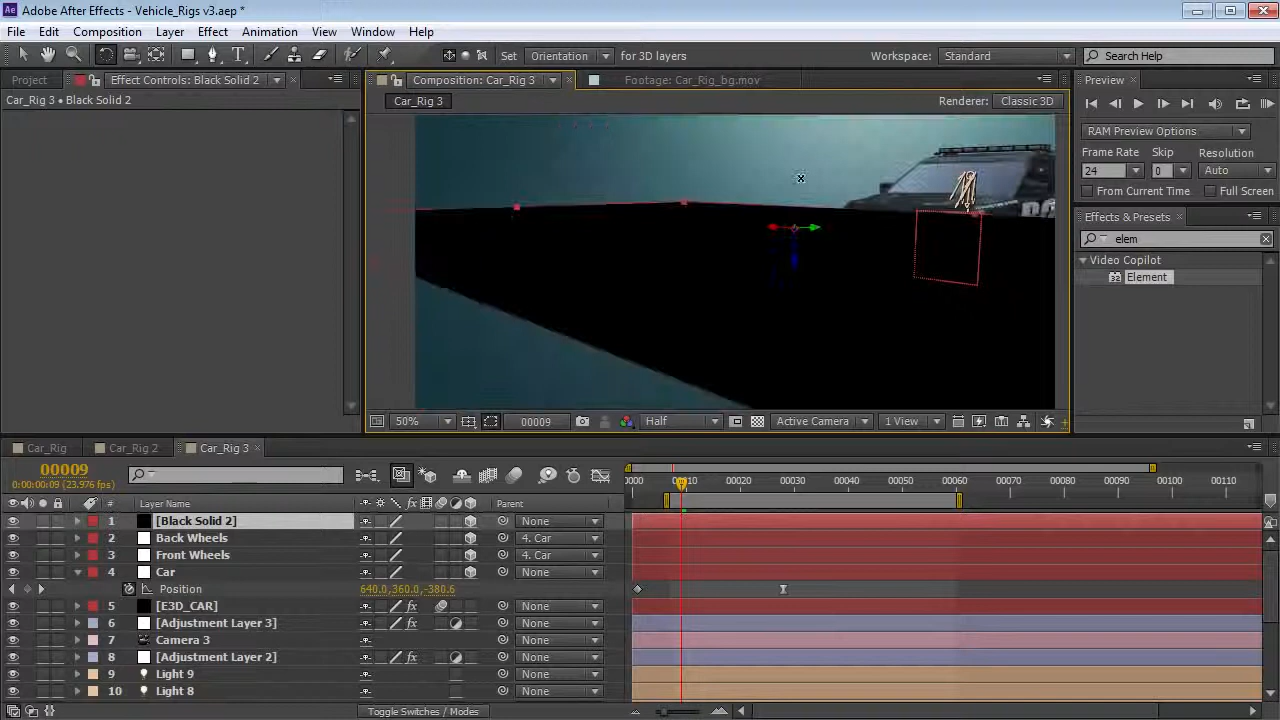 Adobe After Effects - Vehicle_Rigs v3.aep *
File Edit Composition Layer Effect Animation View Window Help
Set Orientation for 3D layers Workspace: Standard Search Help
Project Effect Controls: Black Solid 2 Composition: Car_Rig 3 Footage: Car_Rig_bg.mov Preview
Car_Rig 3 • Black Solid 2
Car_Rig 3 Renderer: Classic 3D
RAM Preview Options
Frame Rate Skip Resolution
24 0 Auto
From Current Time Full Screen
Effects & Presets
elem
Video Copilot
Element
50% 00009 Half Active Camera 1 View
Car_Rig Car_Rig 2 Car_Rig 3
00009
0:00:00:09 (23.976 fps)
0000 00010 00020 00030 00040 00050 00060 00070 00080 00090 00100 00110
# Layer Name Parent
1 [Black Solid 2] None
2 Back Wheels 4. Car
3 Front Wheels 4. Car
4 Car None
Position 640.0,360.0,-380.6
5 [E3D_CAR] None
6 [Adjustment Layer 3] None
7 Camera 3 None
8 [Adjustment Layer 2] None
9 Light 9 None
10 Light 8 None
Toggle Switches / Modes